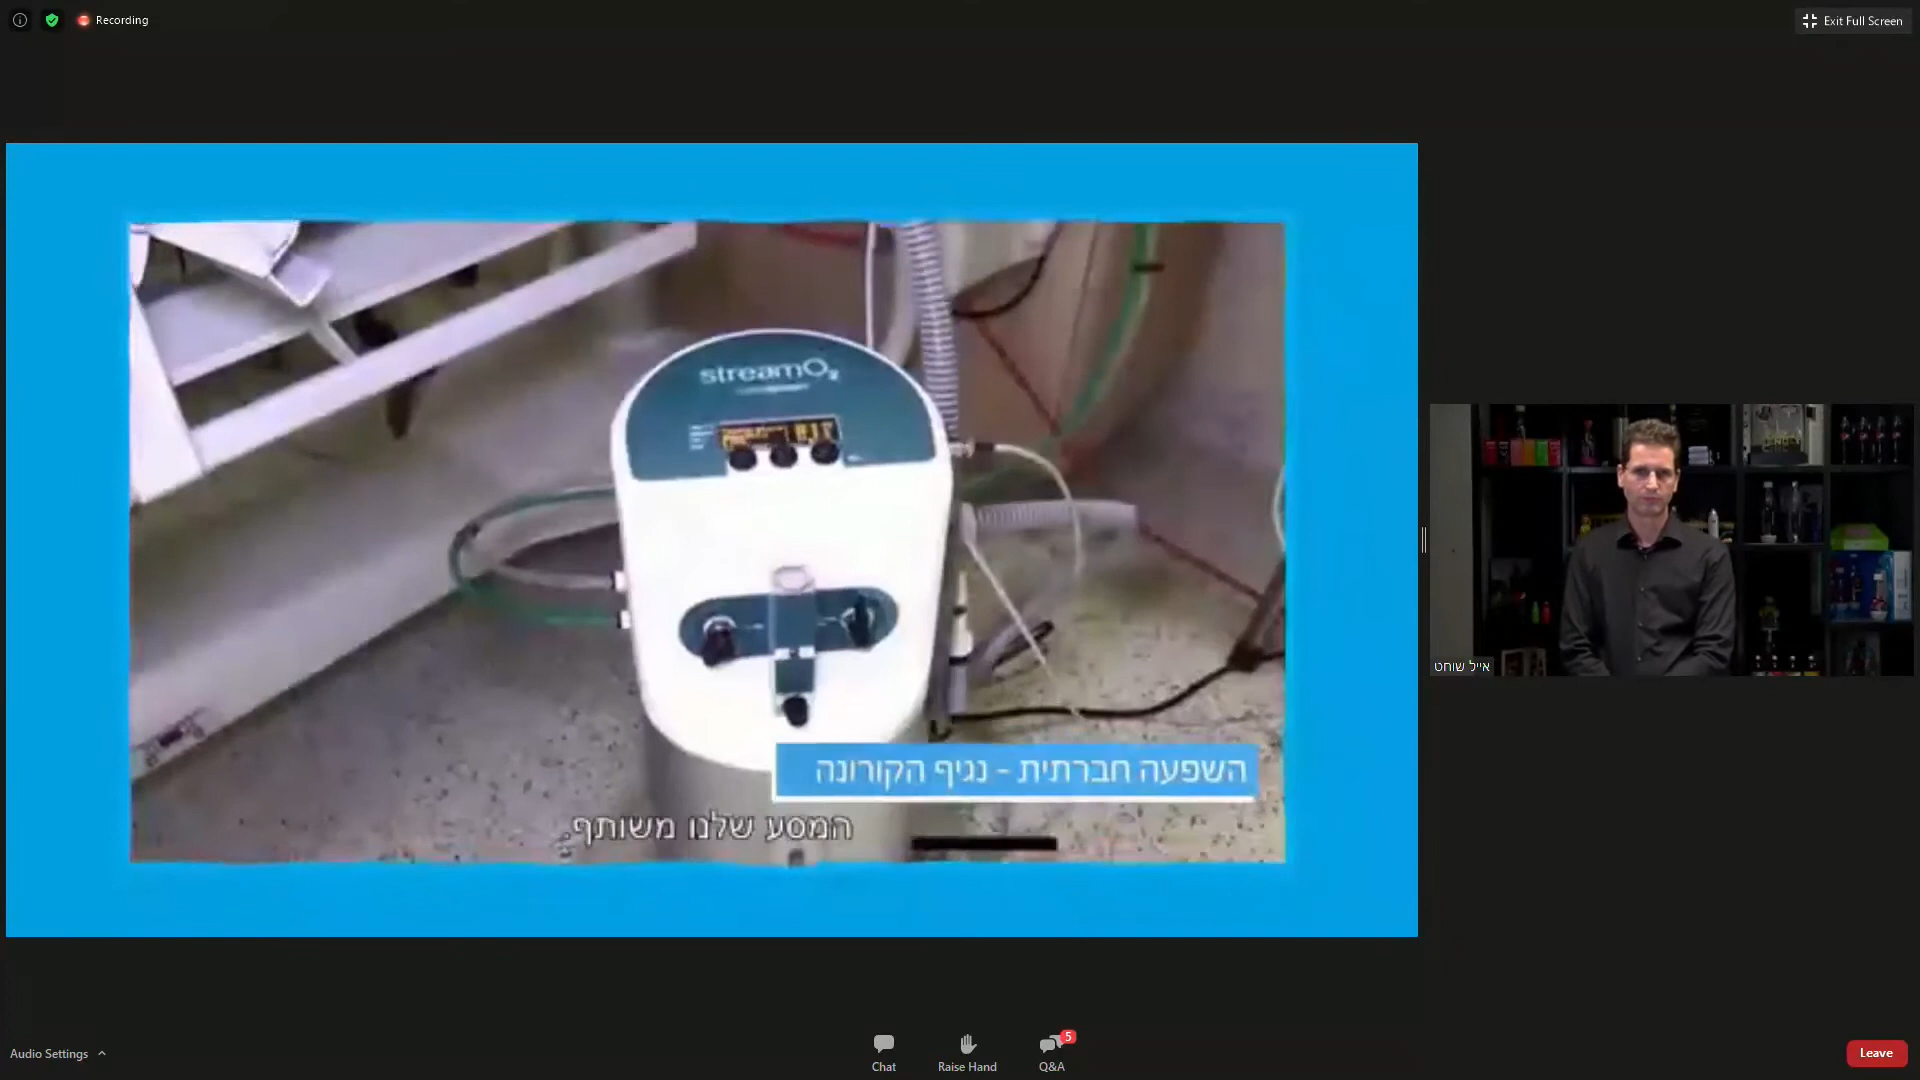 Recording
Exit Full Screen
streamO2
השפעה חברתית - נגיף הקורונה
המסע שלנו משותף.
אייל שוחט
Audio Settings
Chat
Raise Hand
5
Q&A
Leave